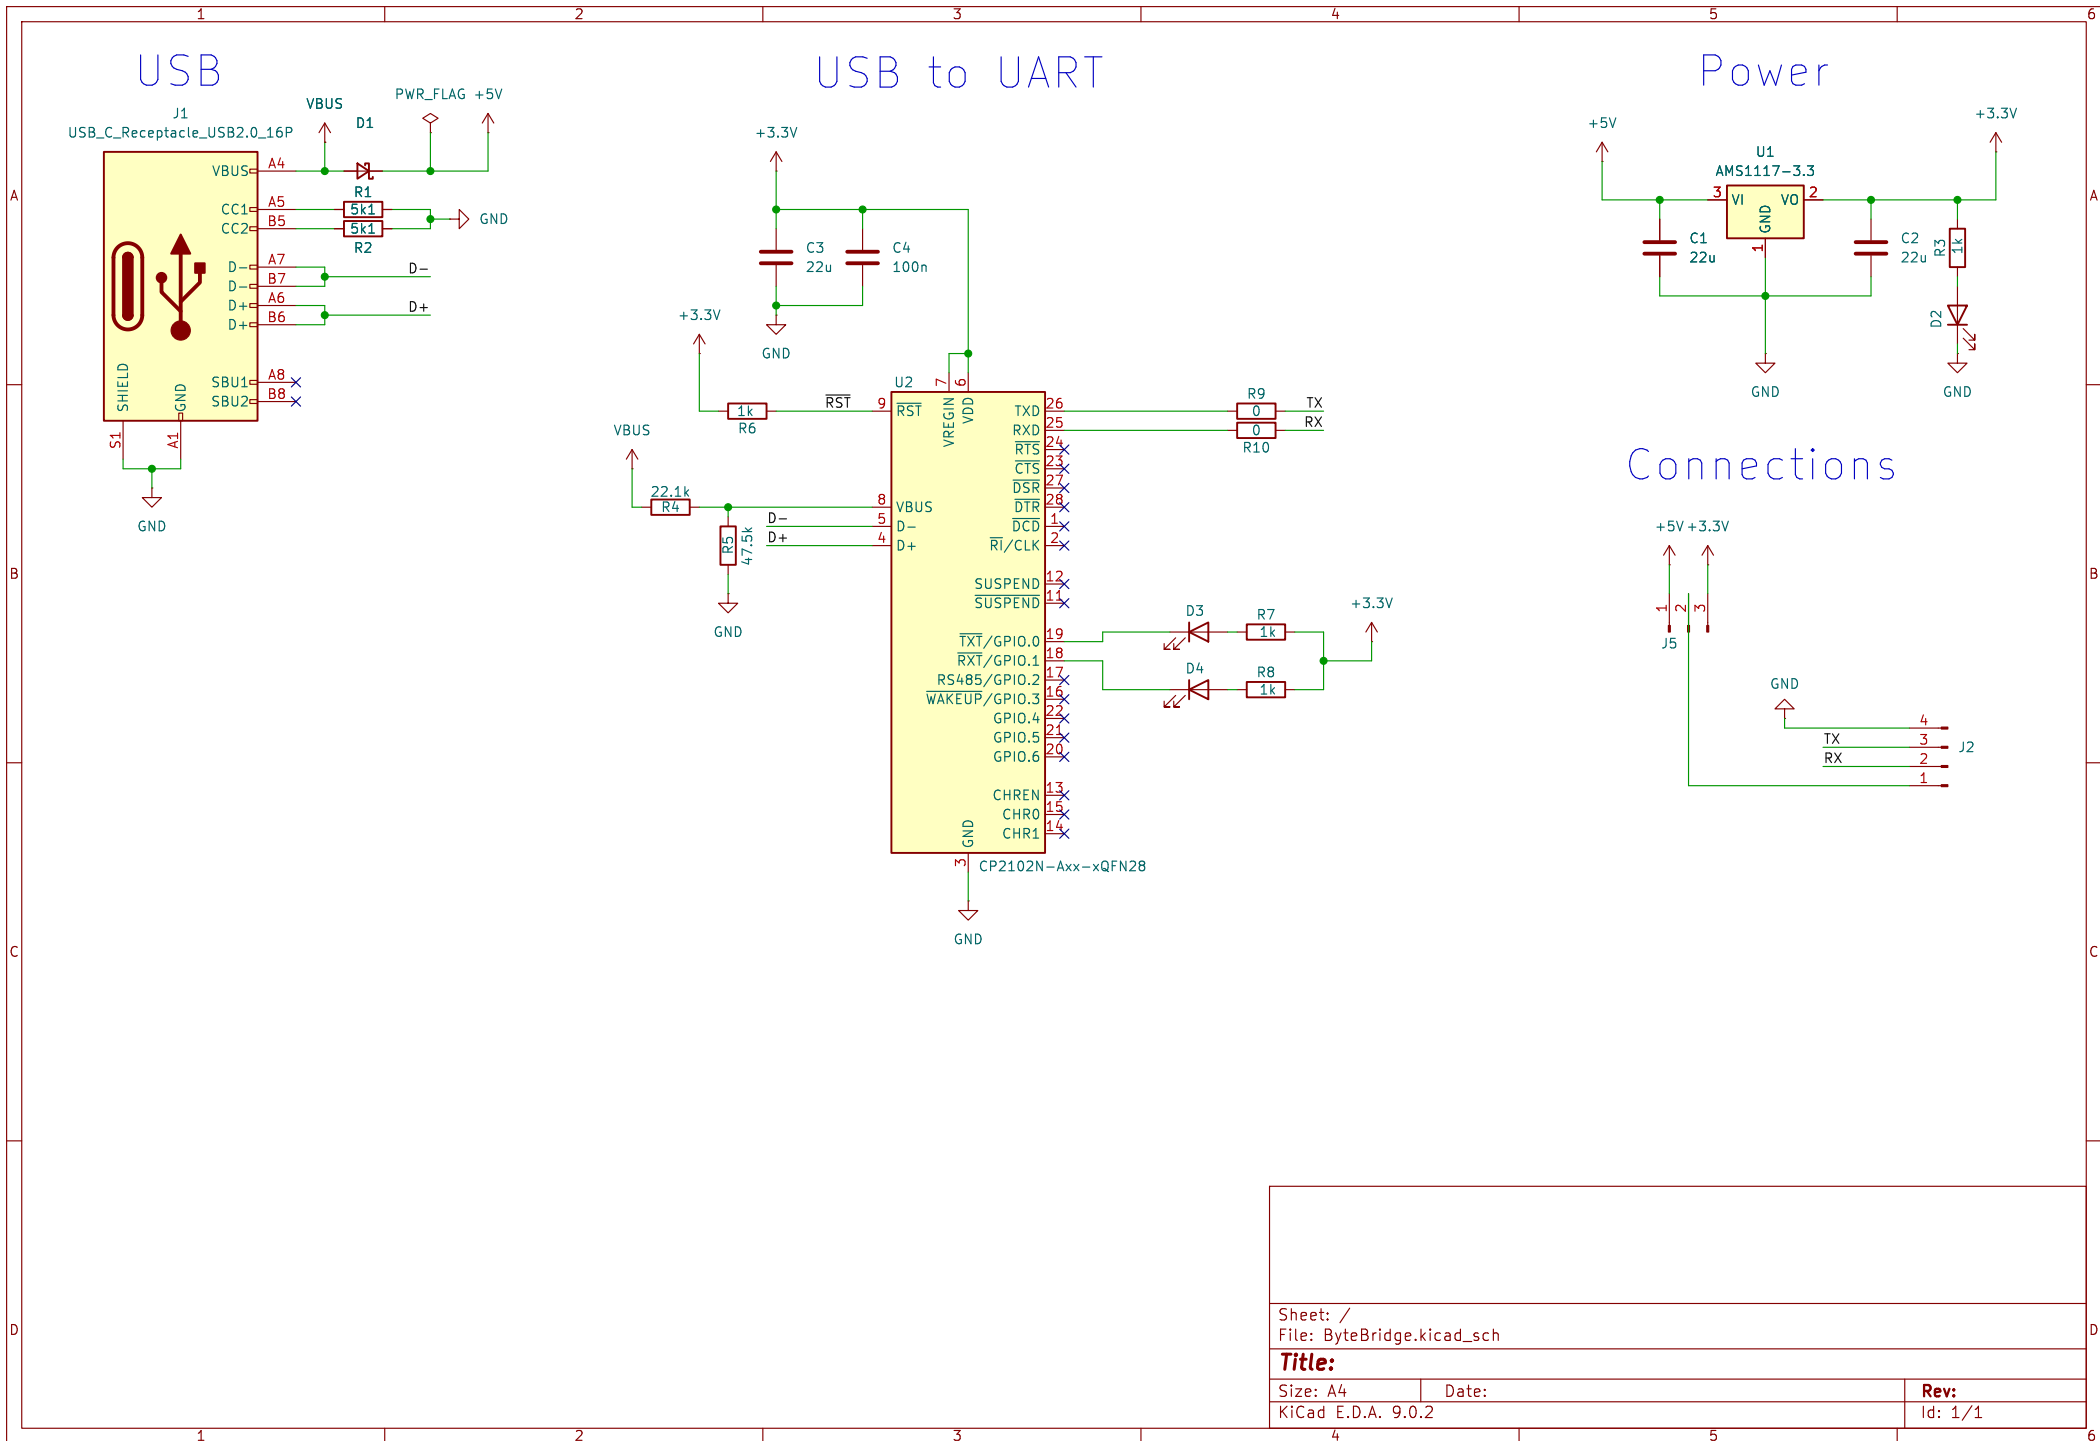 1 2 3 4 5 6
A
B
C
D
USB
J1
USB_C_Receptacle_USB2.0_16P
VBUS
D1
PWR_FLAG +5V
VBUS A4
CC1 A5
CC2 B5
R1
5k1
5k1
R2
GND
D- A7
D- B7
D+ A6
D+ B6
D-
D+
SBU1 A8
SBU2 B8
SHIELD
GND
S1
A1
GND
USB to UART
+3.3V
C3
22u
C4
100n
GND
+3.3V
1k
R6
RST
VBUS
22.1k
R4
R5
47.5k
GND
D-
D+
U2
9 RST
8 VBUS
5 D-
4 D+
7
6
VREGIN
VDD
TXD 26
RXD 25
RTS 24
CTS 23
DSR 27
DTR 28
DCD 1
RI/CLK 2
SUSPEND 12
SUSPEND 11
TXT/GPIO.0 19
RXT/GPIO.1 18
RS485/GPIO.2 17
WAKEUP/GPIO.3 16
GPIO.4 22
GPIO.5 21
GPIO.6 20
CHREN 13
CHR0 15
CHR1 14
GND
3
CP2102N-Axx-xQFN28
GND
R9
0
0
R10
TX
RX
D3
R7
1k
D4
R8
1k
+3.3V
Power
+5V
U1
AMS1117-3.3
3 VI VO 2
GND
1
C1
22u
C2
22u
R3
1k
D2
+3.3V
GND
GND
Connections
+5V +3.3V
1
2
3
J5
GND
4
TX 3
RX 2
1
J2
Sheet: /
File: ByteBridge.kicad_sch
Title:
Size: A4 Date: Rev:
KiCad E.D.A. 9.0.2 Id: 1/1
A
B
C
D
1 2 3 4 5 6